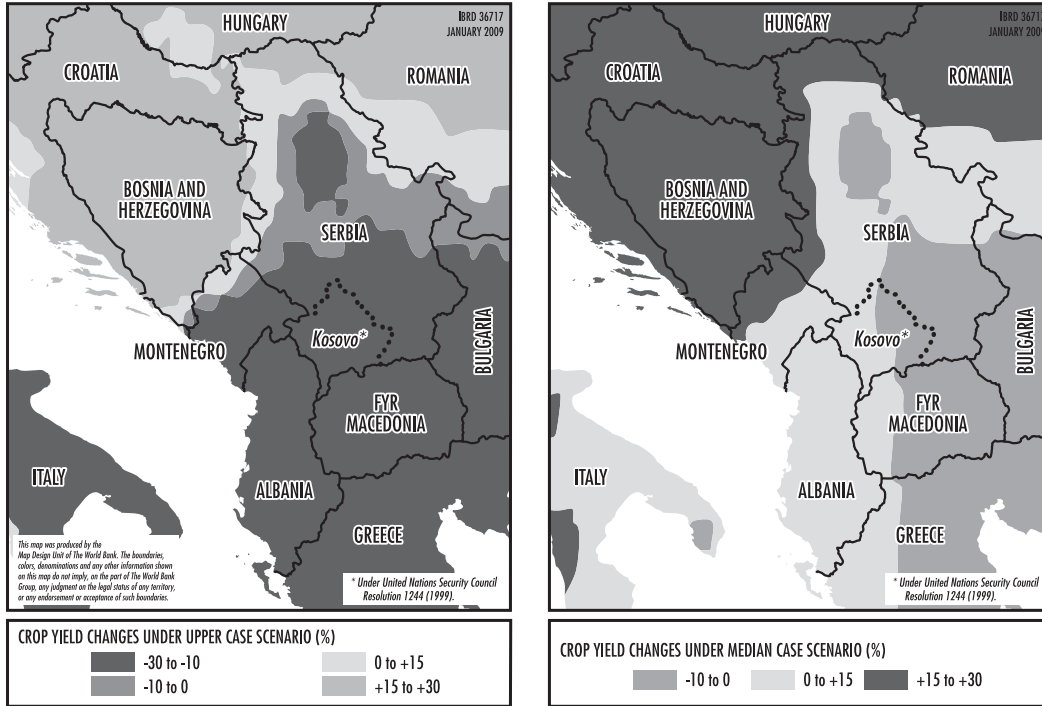 HUNGARY
IBRD 36717
JANUARY 2009
CROATIA
ROMANIA
BOSNIA AND
HERZEGOVINA
SERBIA
Kosovo*
MONTENEGRO
BULGARIA
FYR
MACEDONIA
ITALY
ALBANIA
GREECE
This map was produced by the
Map Design Unit of The World Bank. The boundaries,
colors, denominations and any other information shown
on this map do not imply, on the part of The World Bank
Group, any judgment on the legal status of any territory,
or any endorsement or acceptance of such boundaries.
* Under United Nations Security Council
Resolution 1244 (1999).
CROP YIELD CHANGES UNDER UPPER CASE SCENARIO (%)
-30 to -10
0 to +15
-10 to 0
+15 to +30
HUNGARY
IBRD
JANUARY 2009
CROATIA
ROMANIA
BOSNIA AND
HERZEGOVINA
SERBIA
Kosovo*
MONTENEGRO
BULGARIA
FYR
MACEDONIA
ITALY
ALBANIA
GREECE
* Under United Nations Security Council
Resolution 1244 (1999).
CROP YIELD CHANGES UNDER MEDIAN CASE SCENARIO (%)
-10 to 0
0 to +15
+15 to +30